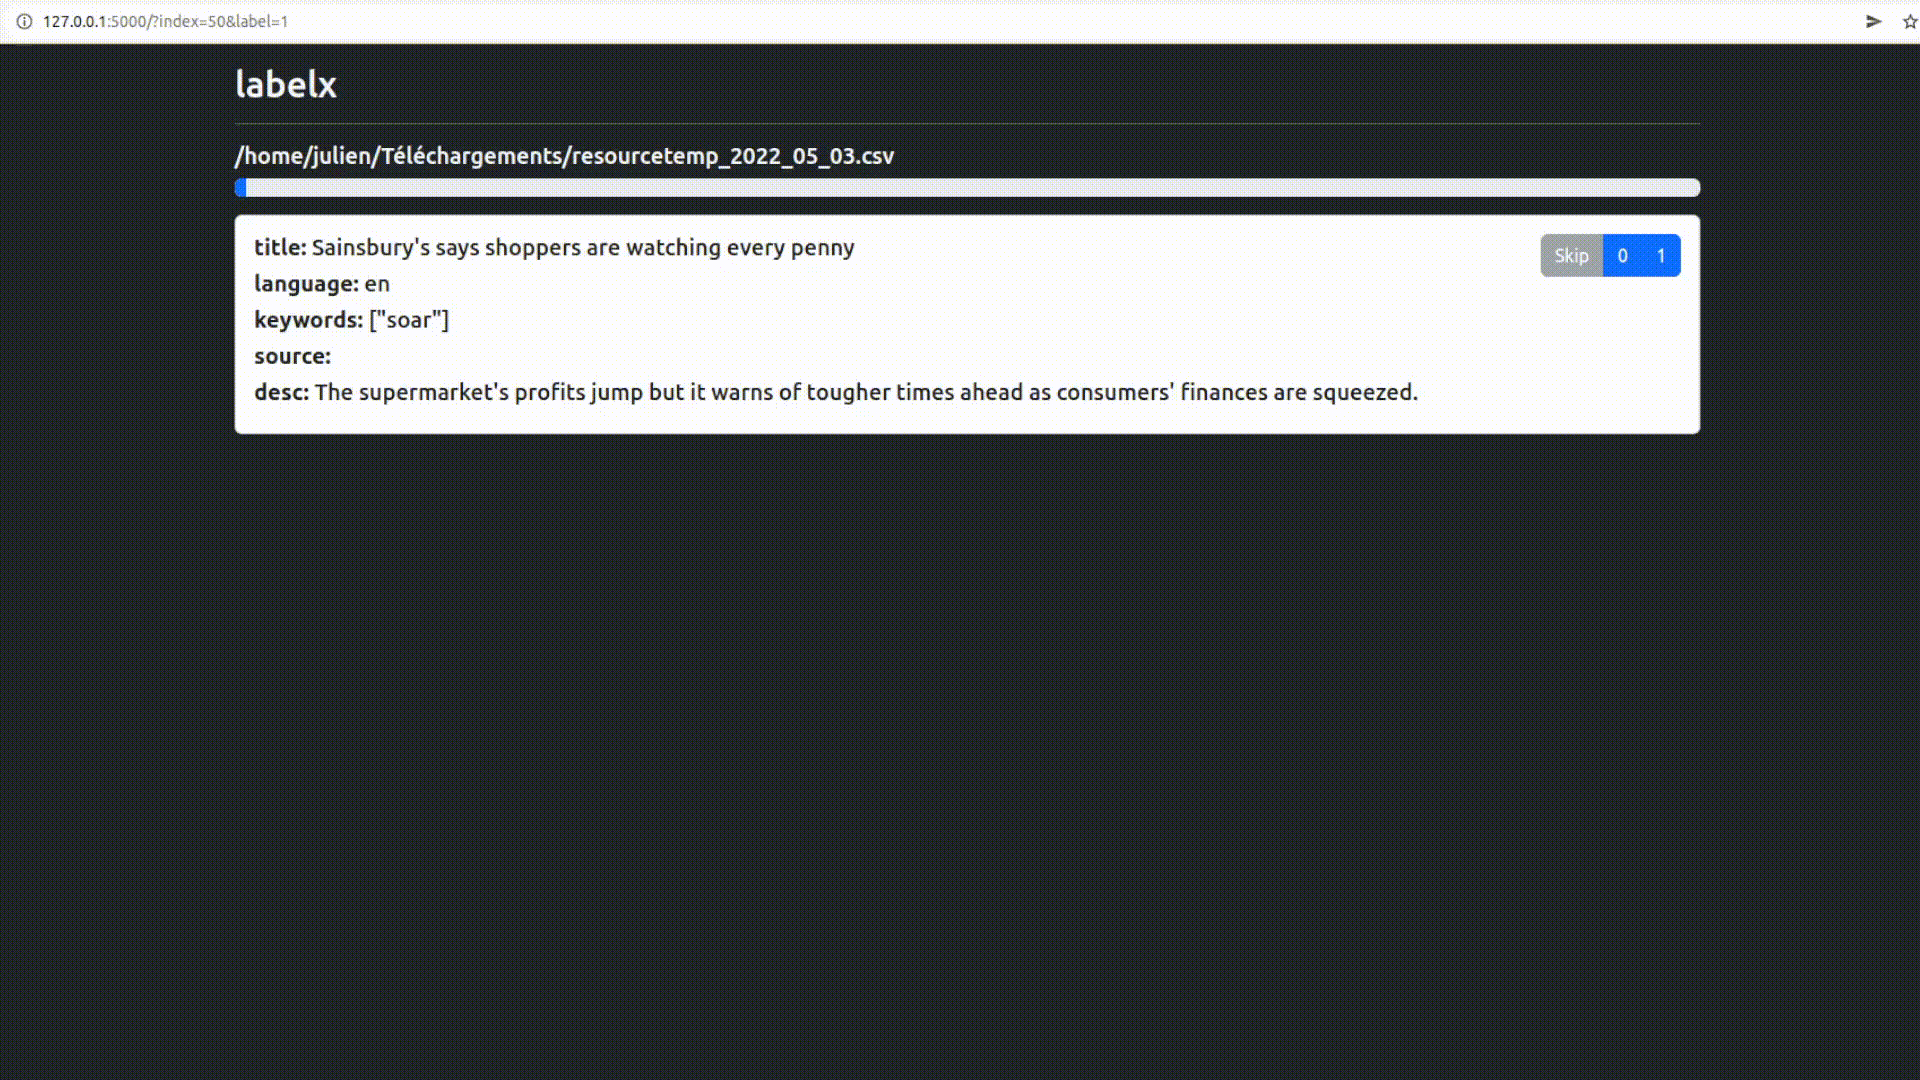 127.0.0.1:5000/?index=50&label=1
labelx
/home/julien/Téléchargements/resourcetemp_2022_05_03.csv
title: Sainsbury's says shoppers are watching every penny
Skip 0 1
language: en
keywords: ["soar"]
source:
desc: The supermarket's profits jump but it warns of tougher times ahead as consumers' finances are squeezed.